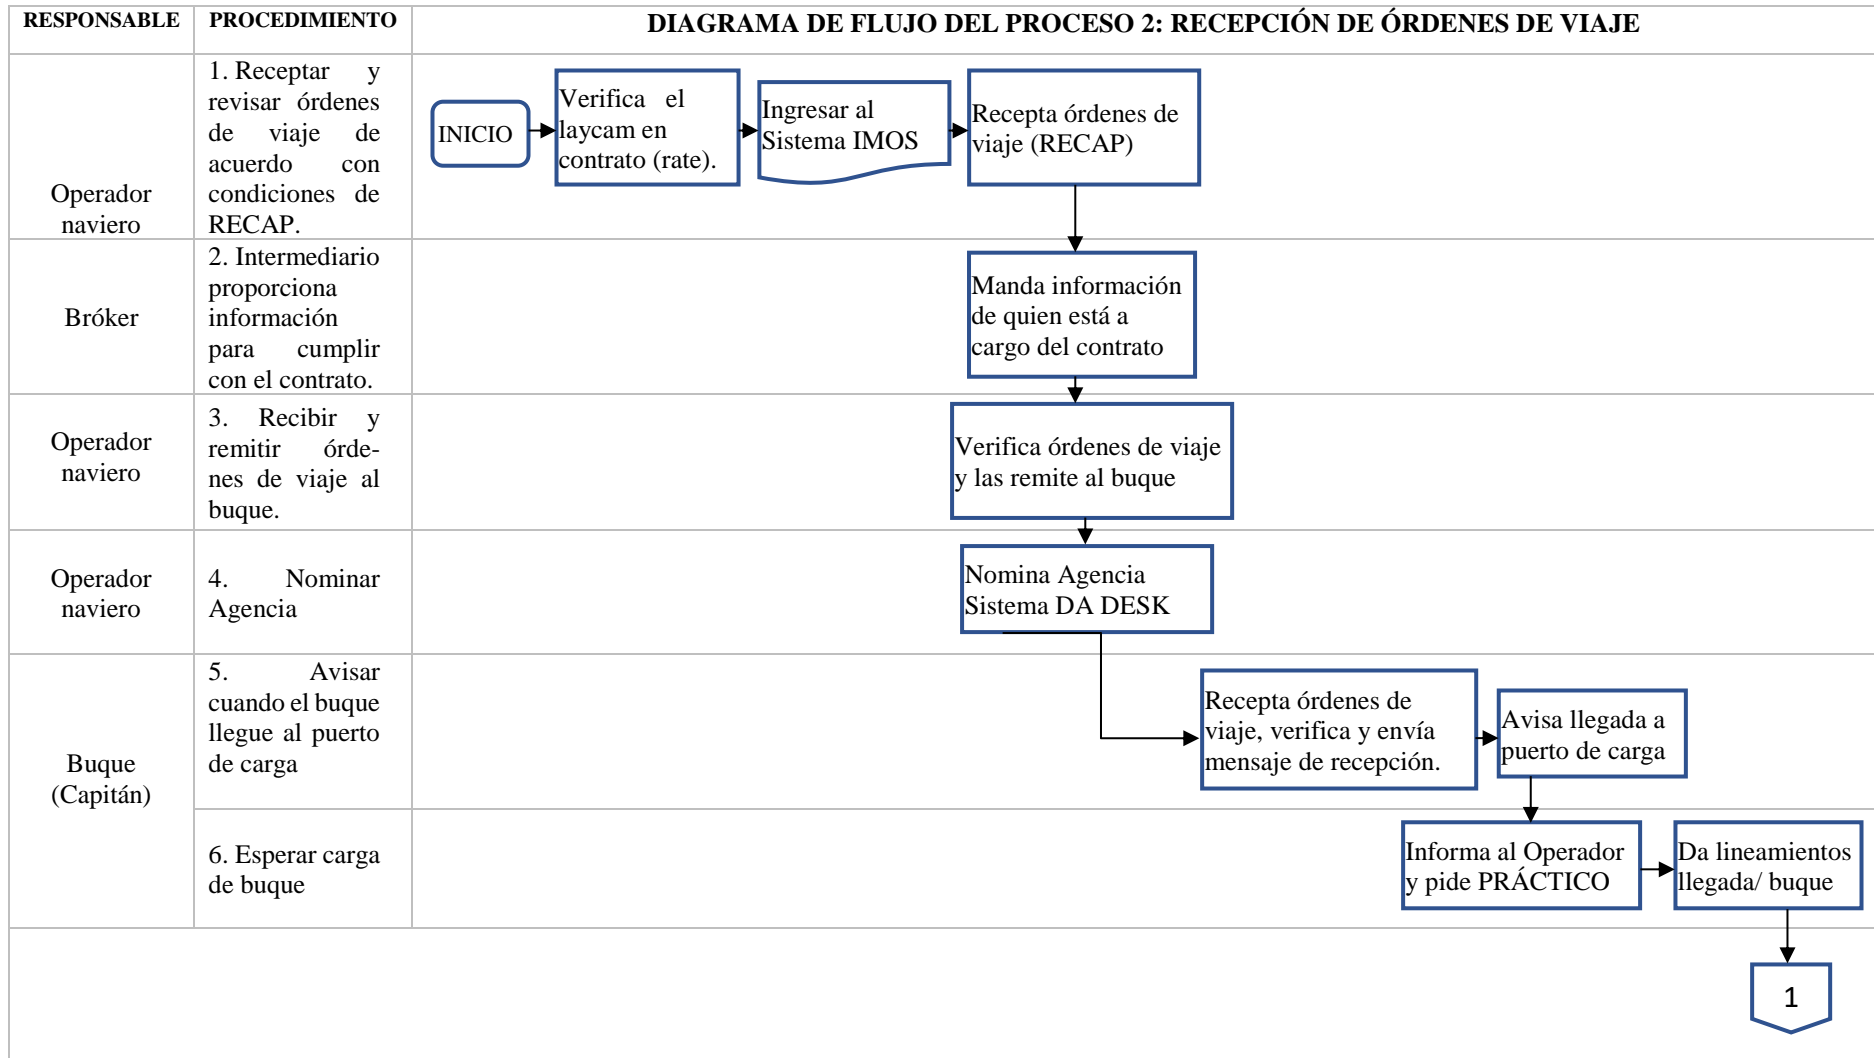 RESPONSABLE
PROCEDIMIENTO
DIAGRAMA DE FLUJO DEL PROCESO 2: RECEPCIÓN DE ÓRDENES DE VIAJE
Operador
naviero
1. Receptar y
revisar órdenes
de viaje de
acuerdo con
condiciones de
RECAP.
INICIO
Verifica el
laycam en
contrato (rate).
Ingresar al
Sistema IMOS
Recepta órdenes de
viaje (RECAP)
Bróker
2. Intermediario
proporciona
información
para cumplir
con el contrato.
Manda información
de quien está a
cargo del contrato
Operador
naviero
3. Recibir y
remitir órde-
nes de viaje al
buque.
Verifica órdenes de viaje
y las remite al buque
Operador
naviero
4. Nominar
Agencia
Nomina Agencia
Sistema DA DESK
Buque
(Capitán)
5. Avisar
cuando el buque
llegue al puerto
de carga
Recepta órdenes de
viaje, verifica y envía
mensaje de recepción.
Avisa llegada a
puerto de carga
6. Esperar carga
de buque
Informa al Operador
y pide PRÁCTICO
Da lineamientos
llegada/ buque
1